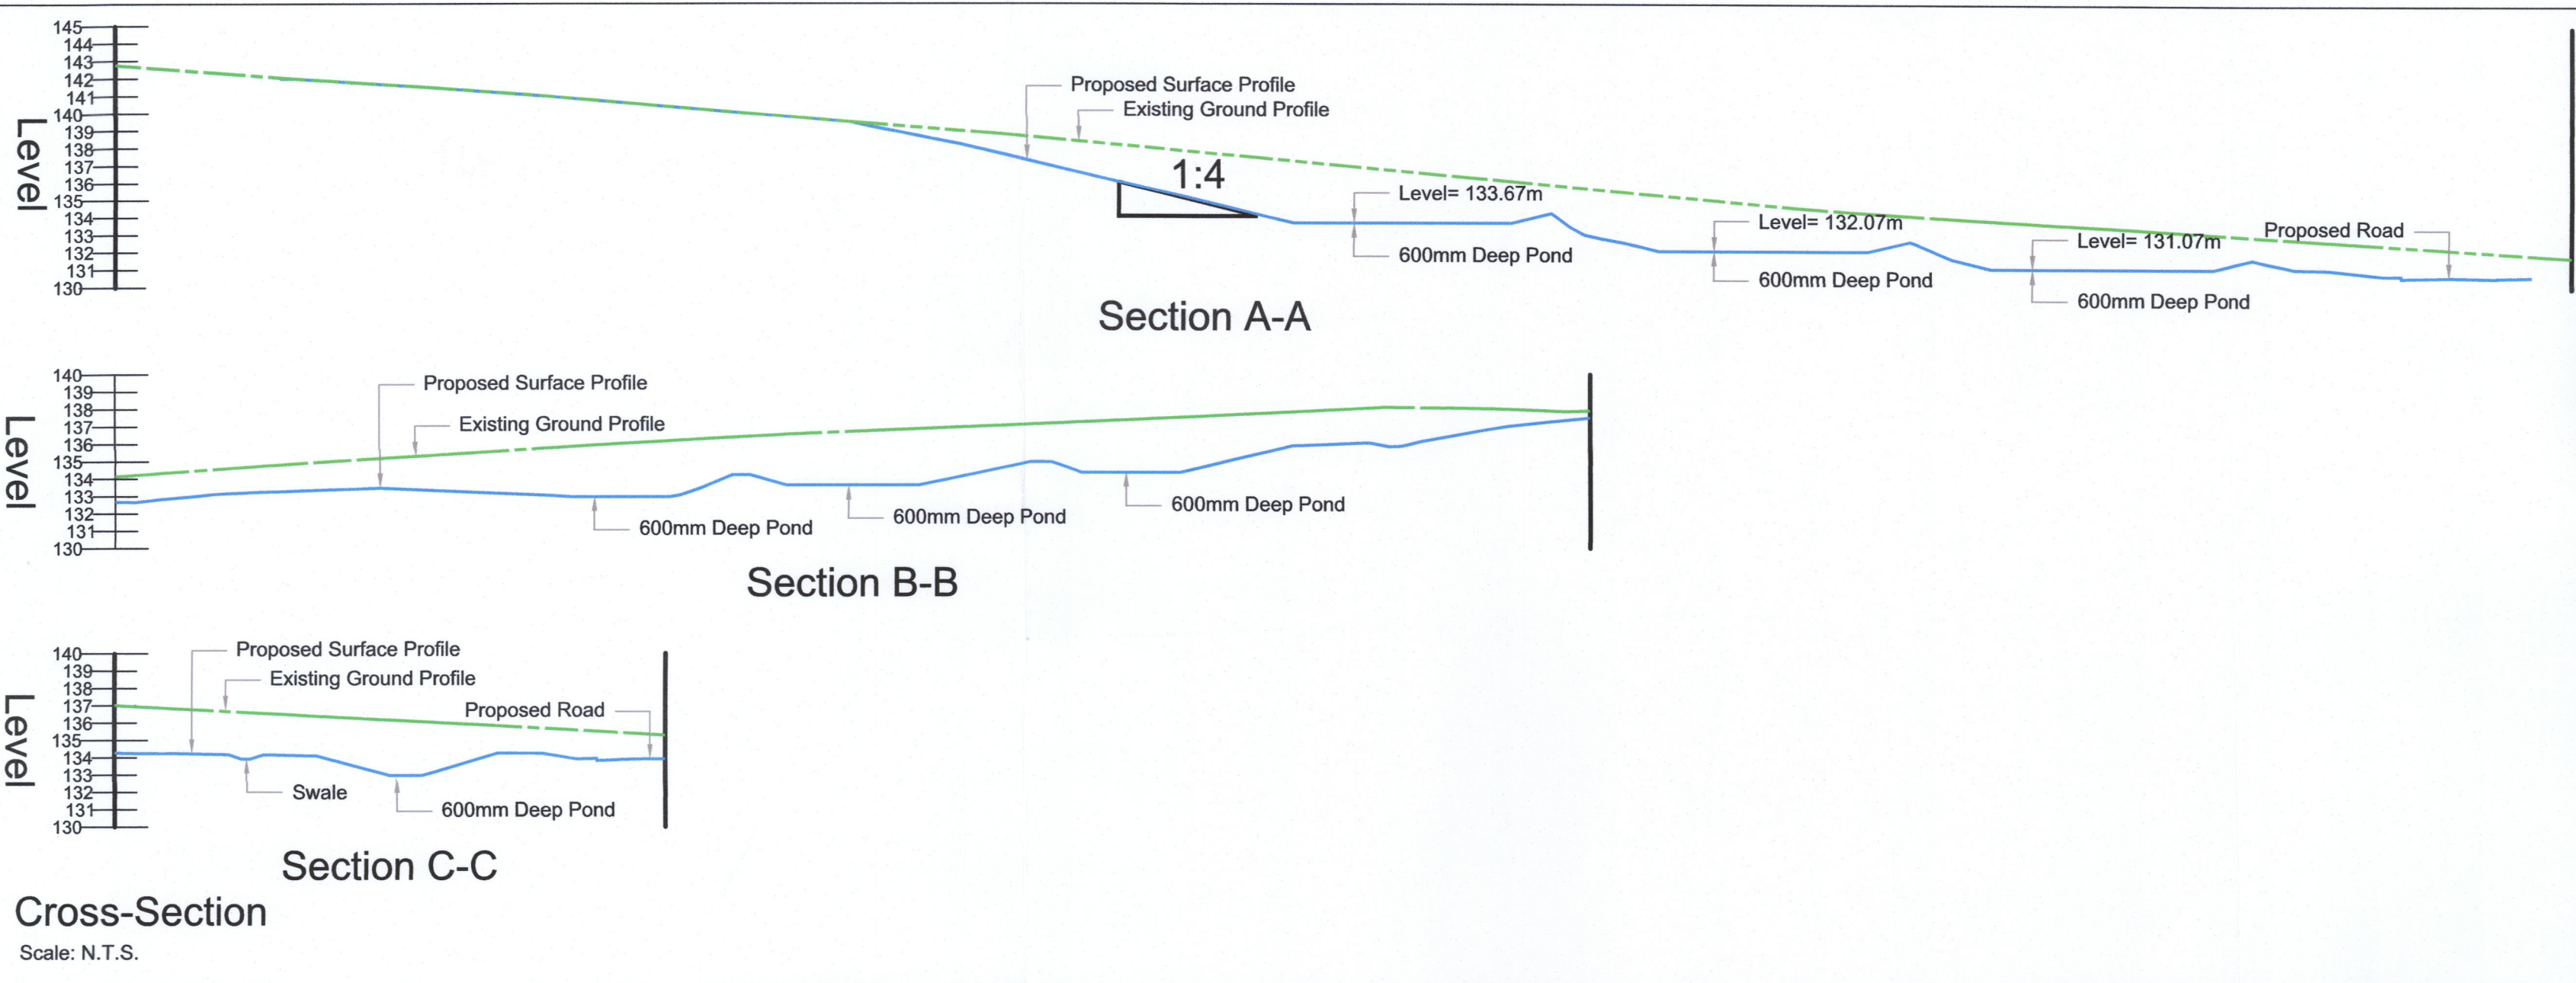 145
144
143
142
141
140
139
138
137
136
135
134
133
132
131
130
Level
Proposed Surface Profile
Existing Ground Profile
1:4
Level= 133.67m
600mm Deep Pond
Level= 132.07m
600mm Deep Pond
Level= 131.07m
600mm Deep Pond
Proposed Road
Section A-A
140
139
138
137
136
135
134
133
132
131
130
Level
Proposed Surface Profile
Existing Ground Profile
600mm Deep Pond
600mm Deep Pond
600mm Deep Pond
Section B-B
140
139
138
137
136
135
134
133
132
131
130
Level
Proposed Surface Profile
Existing Ground Profile
Proposed Road
Swale
600mm Deep Pond
Section C-C
Cross-Section
Scale: N.T.S.